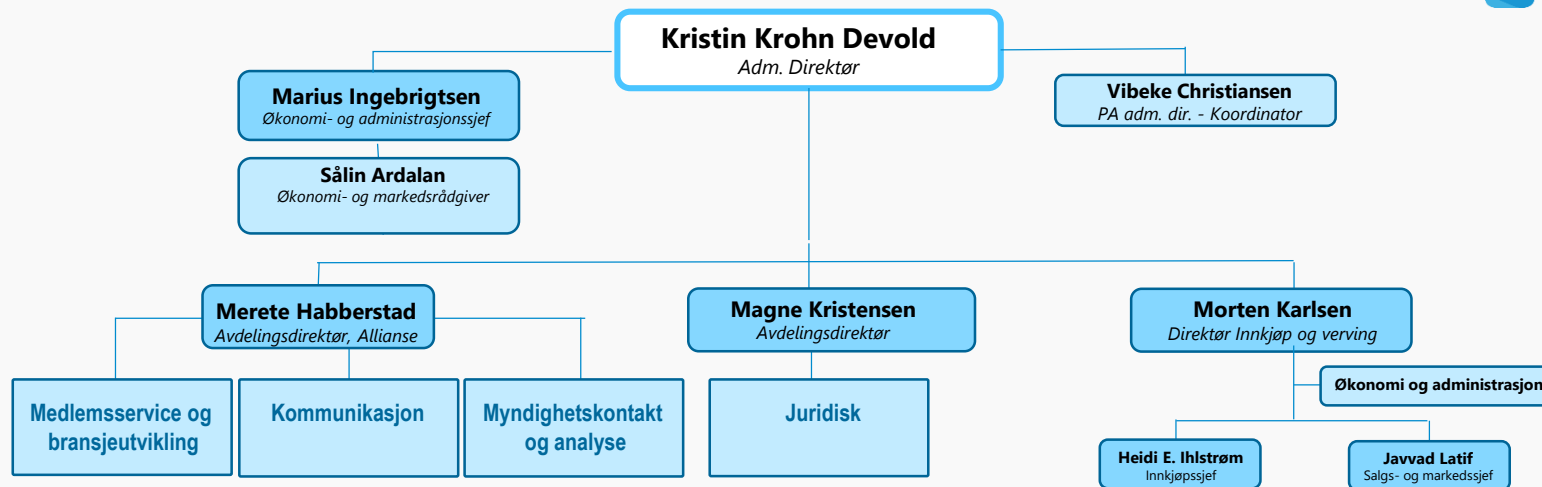 Kristin Krohn Devold
Adm. Direktør
Marius Ingebrigtsen
Økonomi- og administrasjonssjef
Vibeke Christiansen
PA adm. dir. - Koordinator
Sålin Ardalan
Økonomi- og markedsrådgiver
Merete Habberstad
Avdelingsdirektør, Allianse
Magne Kristensen
Avdelingsdirektør
Morten Karlsen
Direktør Innkjøp og verving
Medlemsservice og
bransjeutvikling
Kommunikasjon
Myndighetskontakt
og analyse
Juridisk
Økonomi og administrasjon
Heidi E. Ihlstrøm
Innkjøpssjef
Javvad Latif
Salgs- og markedssjef